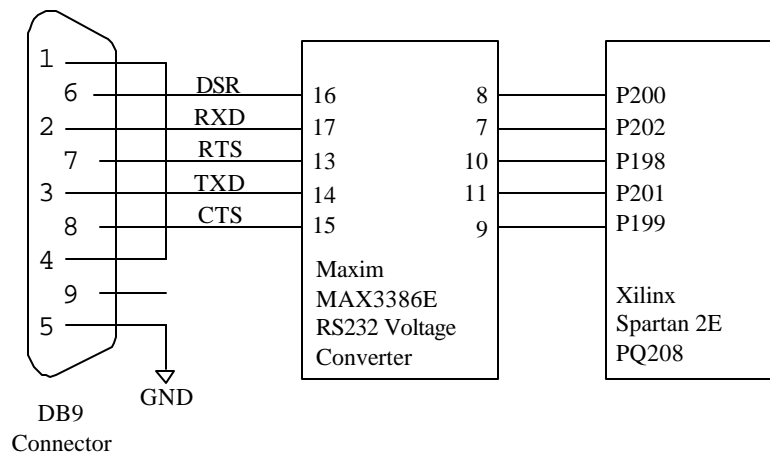 1
6 DSR 16 8 P200
2 RXD 17 7 P202
7 RTS 13 10 P198
3 TXD 14 11 P201
8 CTS 15 9 P199
4
9
5
GND
DB9
Connector
Maxim
MAX3386E
RS232 Voltage
Converter
Xilinx
Spartan 2E
PQ208